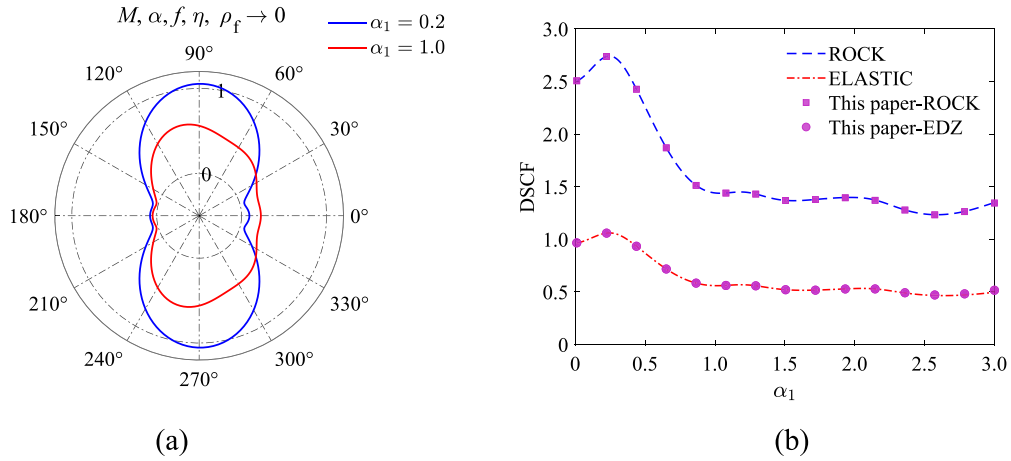 M, α, f, η, ρf → 0
α1 = 0.2
α1 = 1.0
90°
120°
60°
1
150°
30°
0
180°
0°
210°
330°
240°
300°
270°
(a)
3.0
2.5
2.0
1.5
1.0
0.5
0
DSCF
ROCK
ELASTIC
This paper-ROCK
This paper-EDZ
0
0.5
1.0
1.5
2.0
2.5
3.0
α1
(b)